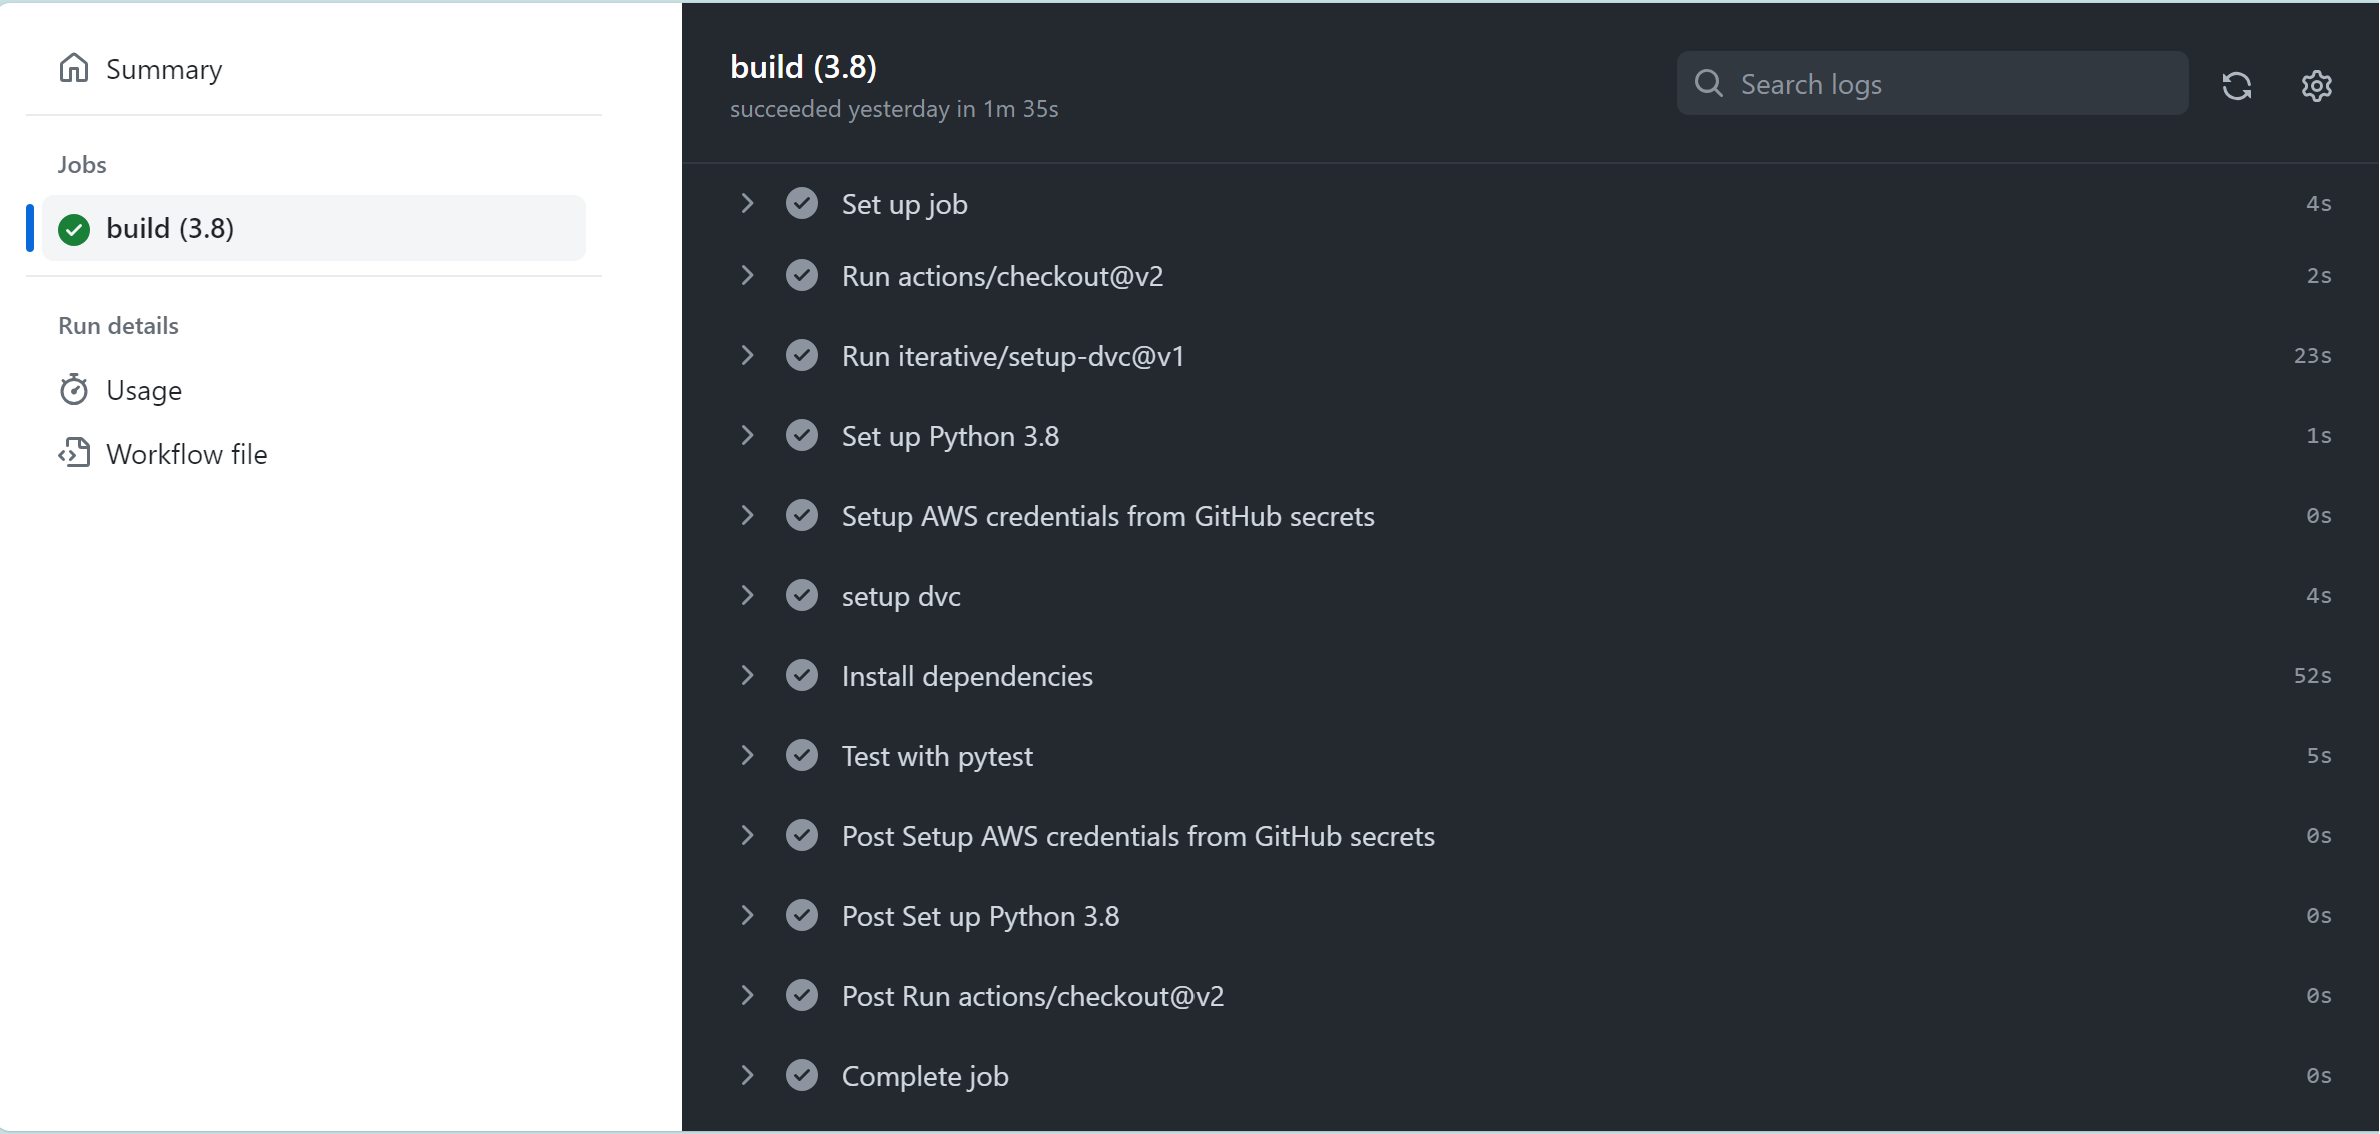 Summary
Jobs
build (3.8)
Run details
Usage
Workflow file
build (3.8)
succeeded yesterday in 1m 35s
Search logs
Set up job 4s
Run actions/checkout@v2 2s
Run iterative/setup-dvc@v1 23s
Set up Python 3.8 1s
Setup AWS credentials from GitHub secrets 0s
setup dvc 4s
Install dependencies 52s
Test with pytest 5s
Post Setup AWS credentials from GitHub secrets 0s
Post Set up Python 3.8 0s
Post Run actions/checkout@v2 0s
Complete job 0s